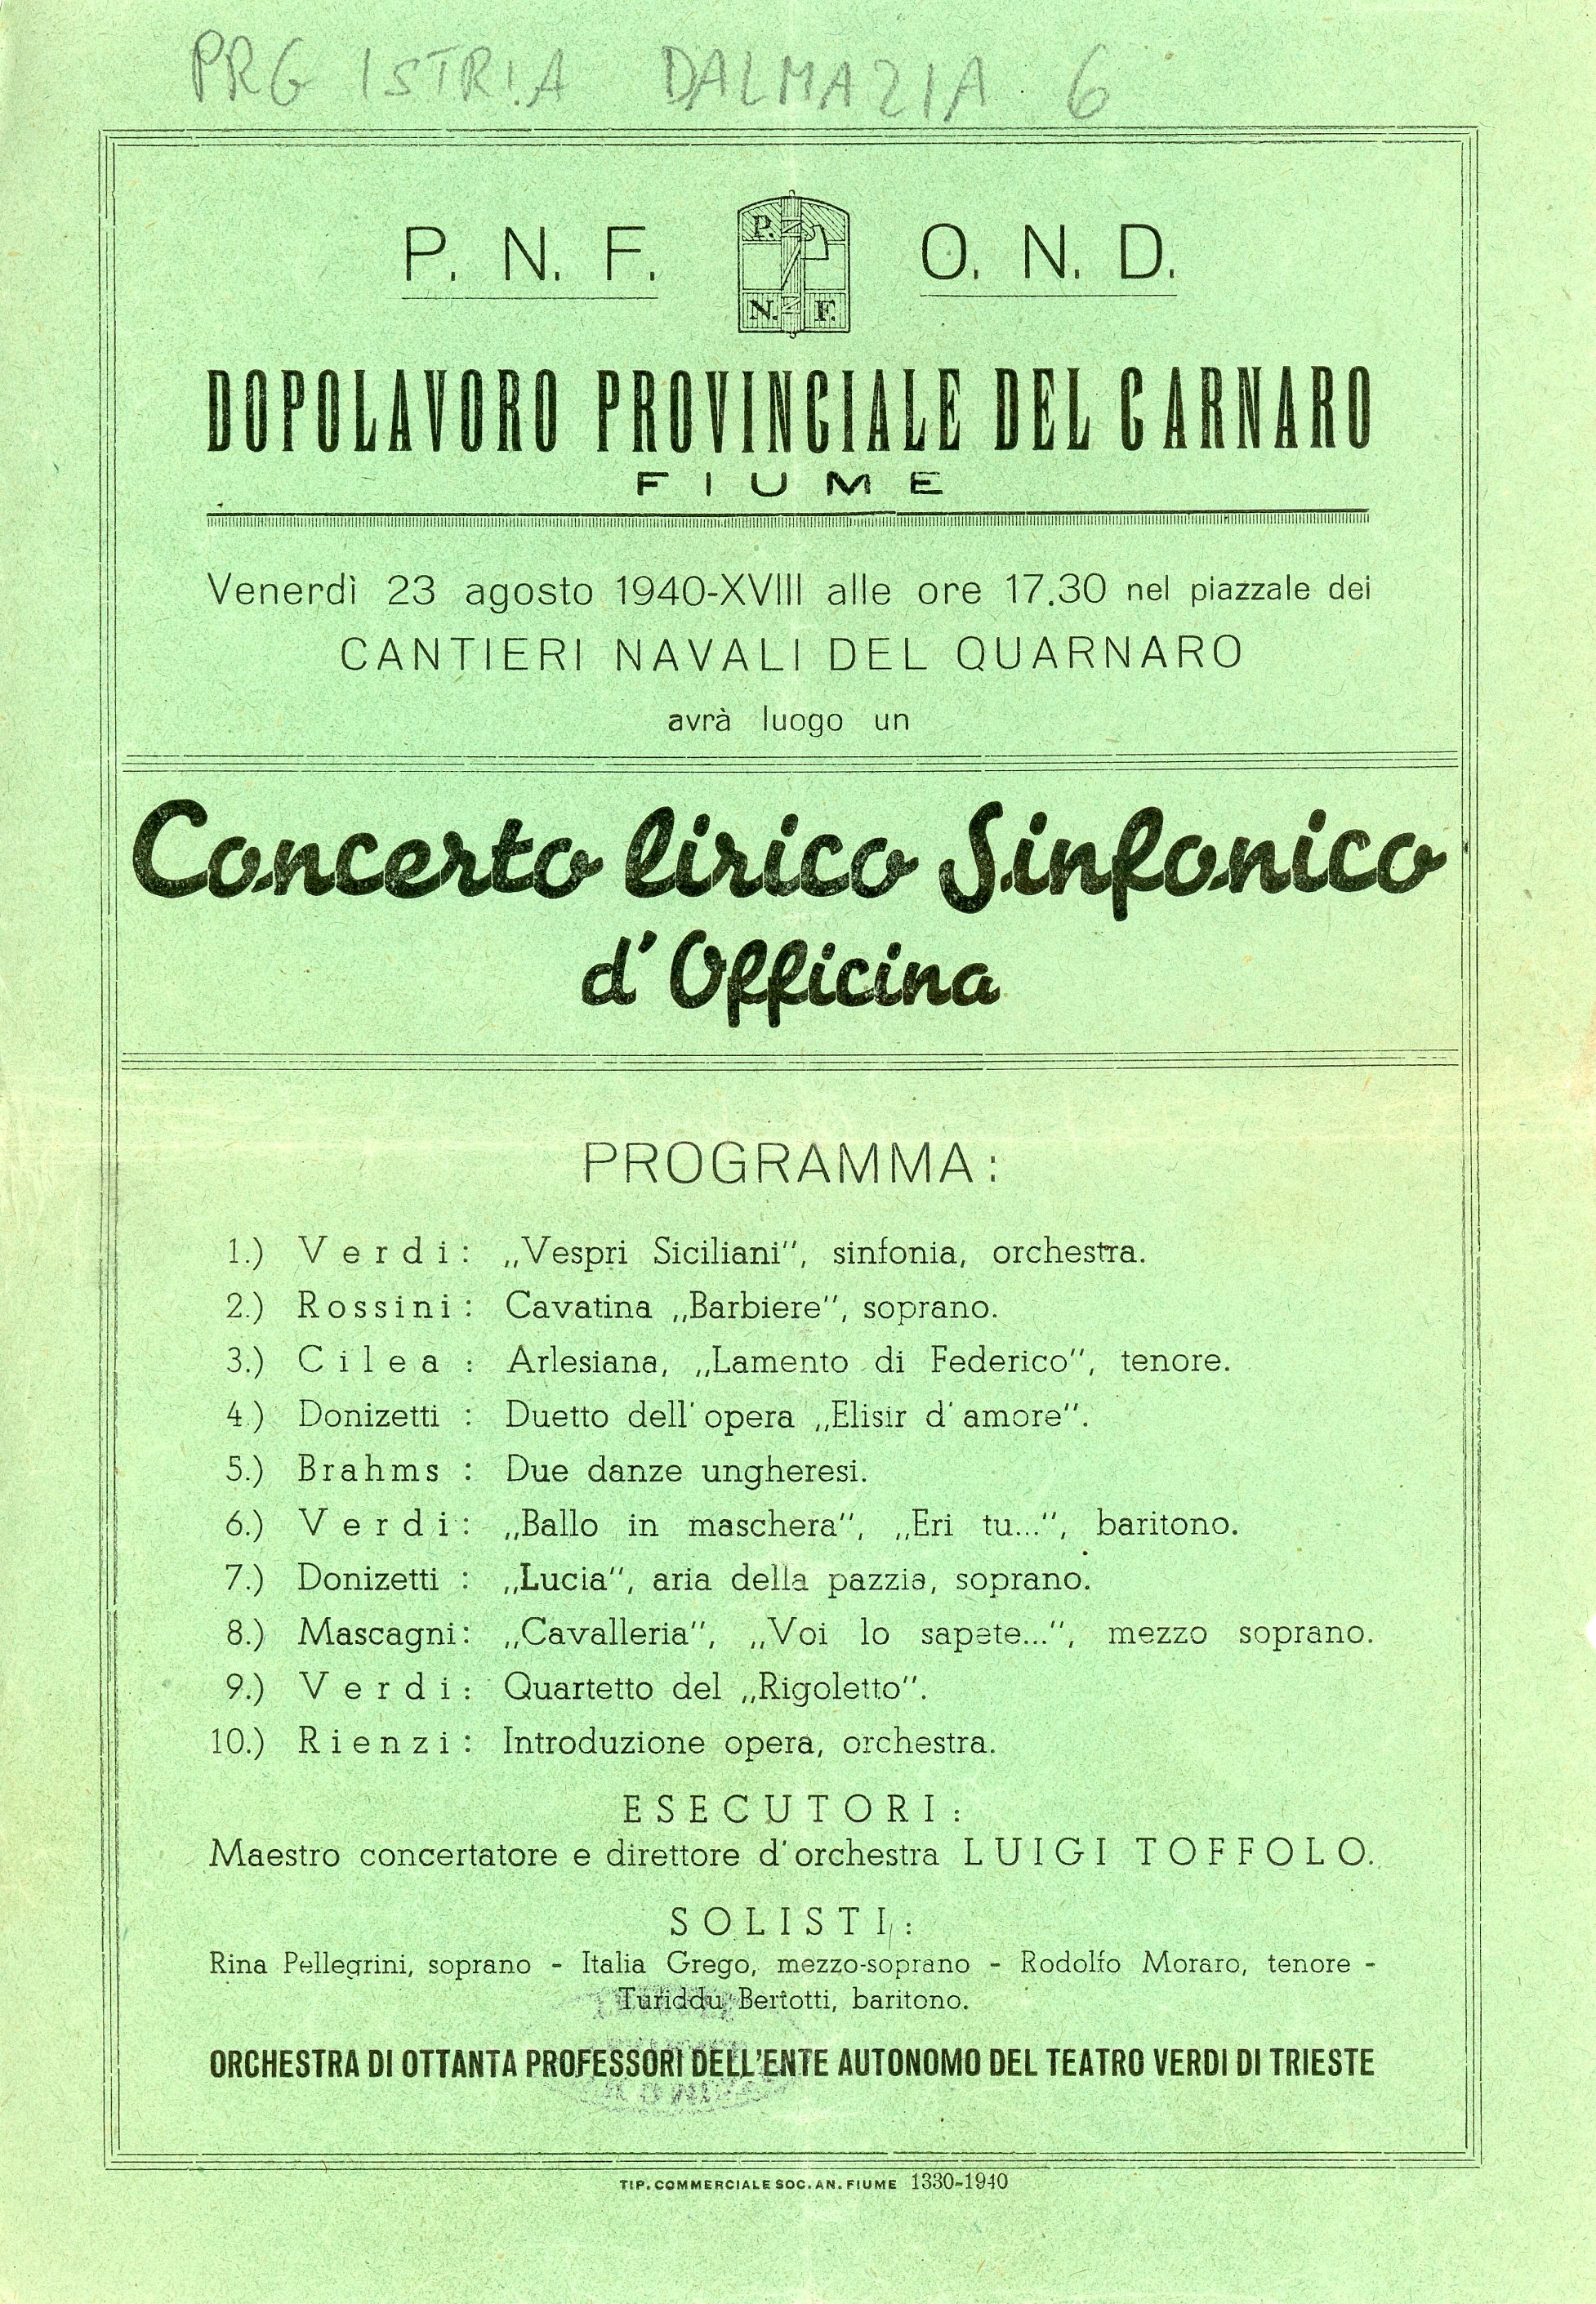 PRG ISTRIA DALMAZIA 6
P. N. F. O. N. D.
P.
N. F.
DOPOLAVORO PROVINCIALE DEL CARNARO
FIUME
Venerdì 23 agosto 1940-XVIII alle ore 17.30 nel piazzale dei
CANTIERI NAVALI DEL QUARNARO
avrà luogo un
Concerto lirico Sinfonico
d'Officina
PROGRAMMA:
1.) Verdi: „Vespri Siciliani“, sinfonia, orchestra.
2.) Rossini: Cavatina „Barbiere“, soprano.
3.) Cilea: Arlesiana, „Lamento di Federico“, tenore.
4.) Donizetti: Duetto dell'opera „Elisir d'amore“.
5.) Brahms: Due danze ungheresi.
6.) Verdi: „Ballo in maschera“, „Eri tu...“, baritono.
7.) Donizetti: „Lucia“, aria della pazzia, soprano.
8.) Mascagni: „Cavalleria“, „Voi lo sapete...“, mezzo soprano.
9.) Verdi: Quartetto del „Rigoletto“.
10.) Rienzi: Introduzione opera, orchestra.
ESECUTORI:
Maestro concertatore e direttore d'orchestra LUIGI TOFFOLO.
SOLISTI:
Rina Pellegrini, soprano - Italia Grego, mezzo-soprano - Rodolfo Moraro, tenore -
Turiddu Bertotti, baritono.
ORCHESTRA DI OTTANTA PROFESSORI DELL'ENTE AUTONOMO DEL TEATRO VERDI DI TRIESTE
TIP. COMMERCIALE SOC. AN. FIUME 1330-1940